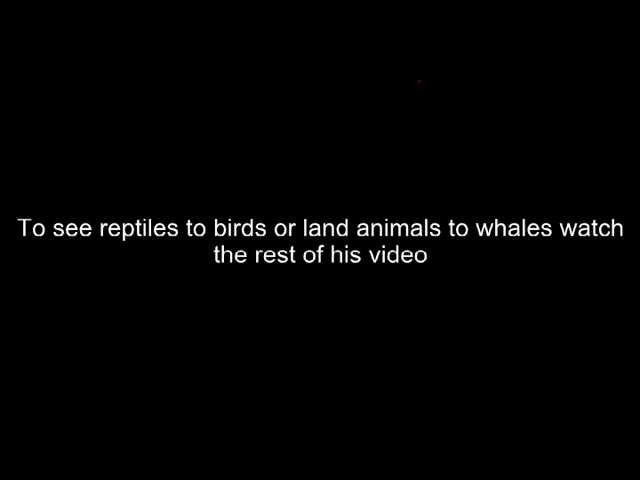 To see reptiles to birds or land animals to whales watch
the rest of his video